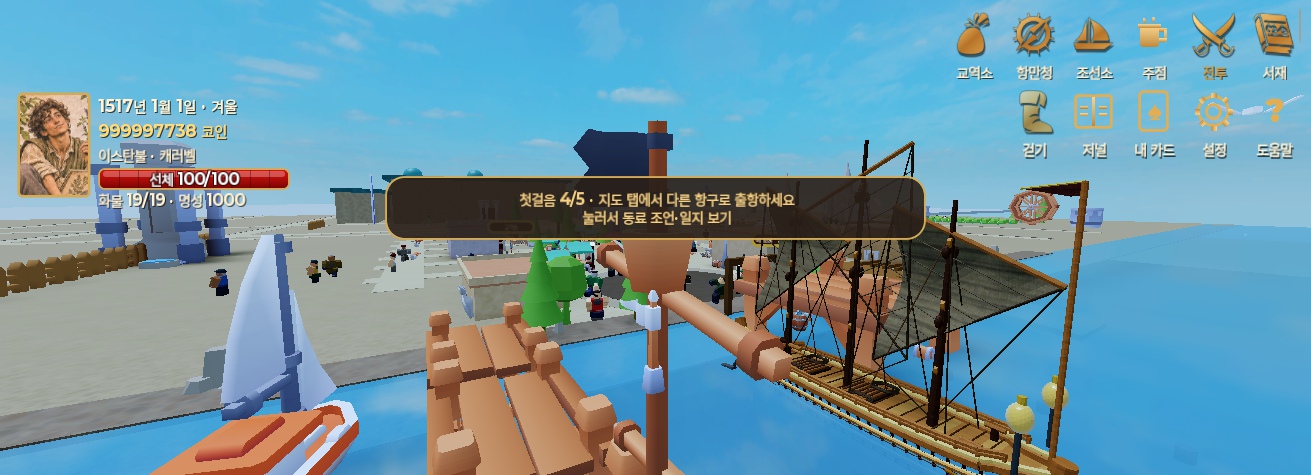 교역소 항만청 조선소 주점 전투 서재
걷기 저널 내 카드 설정 도움말
1517년 1월 1일 · 겨울
999997738 코인
이스탄불 · 캐러벨
선체 100/100
화물 19/19 · 명성 1000
첫걸음 4/5 · 지도 탭에서 다른 항구로 출항하세요
눌러서 동료 조언·일지 보기